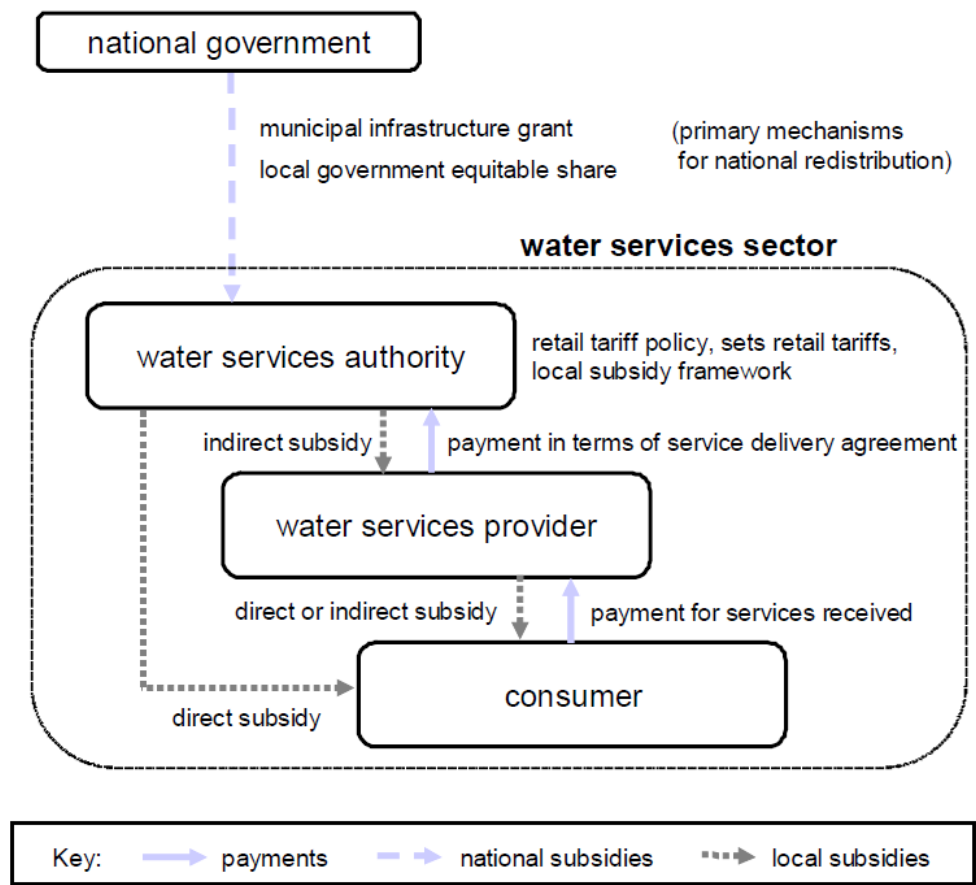 national government
municipal infrastructure grant
local government equitable share
(primary mechanisms
for national redistribution)
water services sector
water services authority
retail tariff policy, sets retail tariffs,
local subsidy framework
indirect subsidy
payment in terms of service delivery agreement
water services provider
direct or indirect subsidy
payment for services received
consumer
direct subsidy
Key: payments national subsidies local subsidies